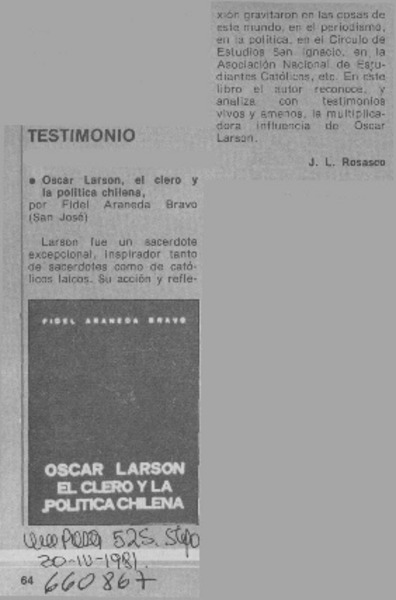 TESTIMONIO
● Oscar Larson, el clero y
la política chilena,
por Fidel Araneda Bravo
(San José)
Larson fue un sacerdote
excepcional. Inspirador tanto
de sacerdotes como de cató-
licos laicos. Su acción y refle-
xión gravitaron en las cosas de
este mundo, en el periodismo,
en la política, en el Círculo de
Estudios San Ignacio, en la
Asociación Nacional de Estu-
diantes Católicos, etc. En este
libro el autor reconoce, y
analiza con testimonios
vivos y amenos, la multiplica-
dora influencia de Oscar
Larson.
J. L. Rosasco
FIDEL ARANEDA BRAVO
OSCAR LARSON
EL CLERO Y LA
POLITICA CHILENA
525. Stgo
1981.
64
660867